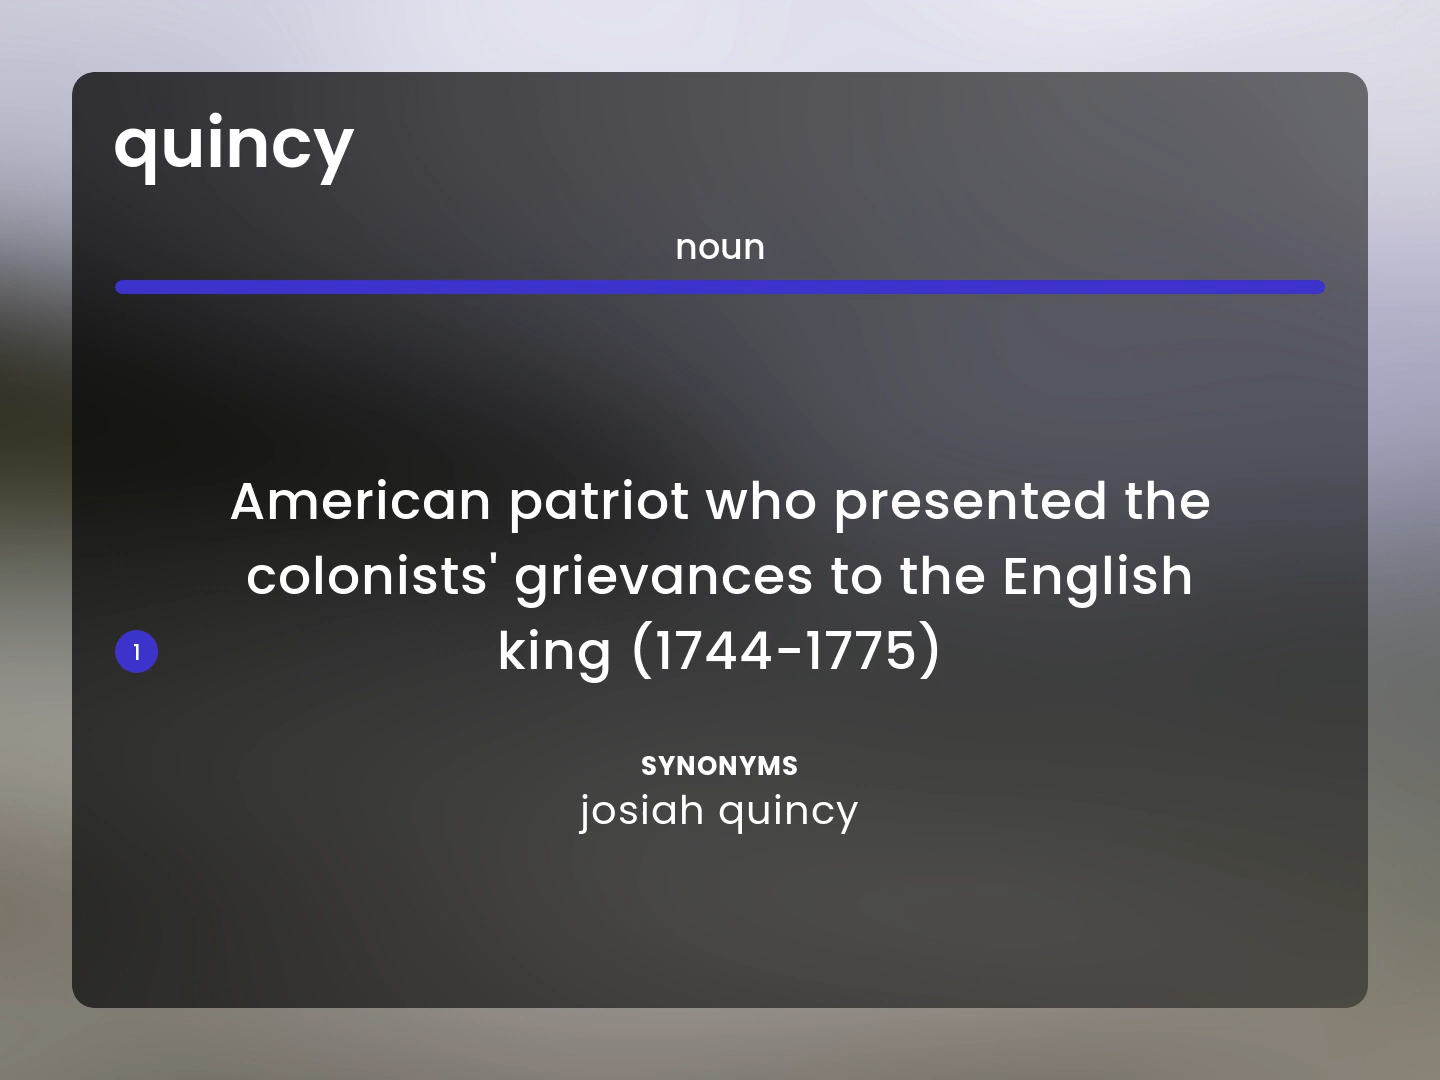 quincy
noun
American patriot who presented the
colonists' grievances to the English
king (1744-1775)
1
SYNONYMS
josiah quincy